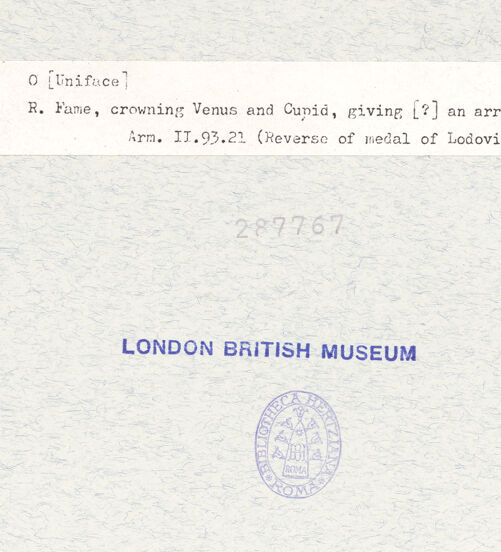 O [Uniface]
R. Fame, crowning Venus and Cupid, giving [?] an arr
Arm. II.93.21 (Reverse of medal of Lodovi
287767
LONDON BRITISH MUSEUM
BIBLIOTHECA HERTZIANA
ROMA
ROMA